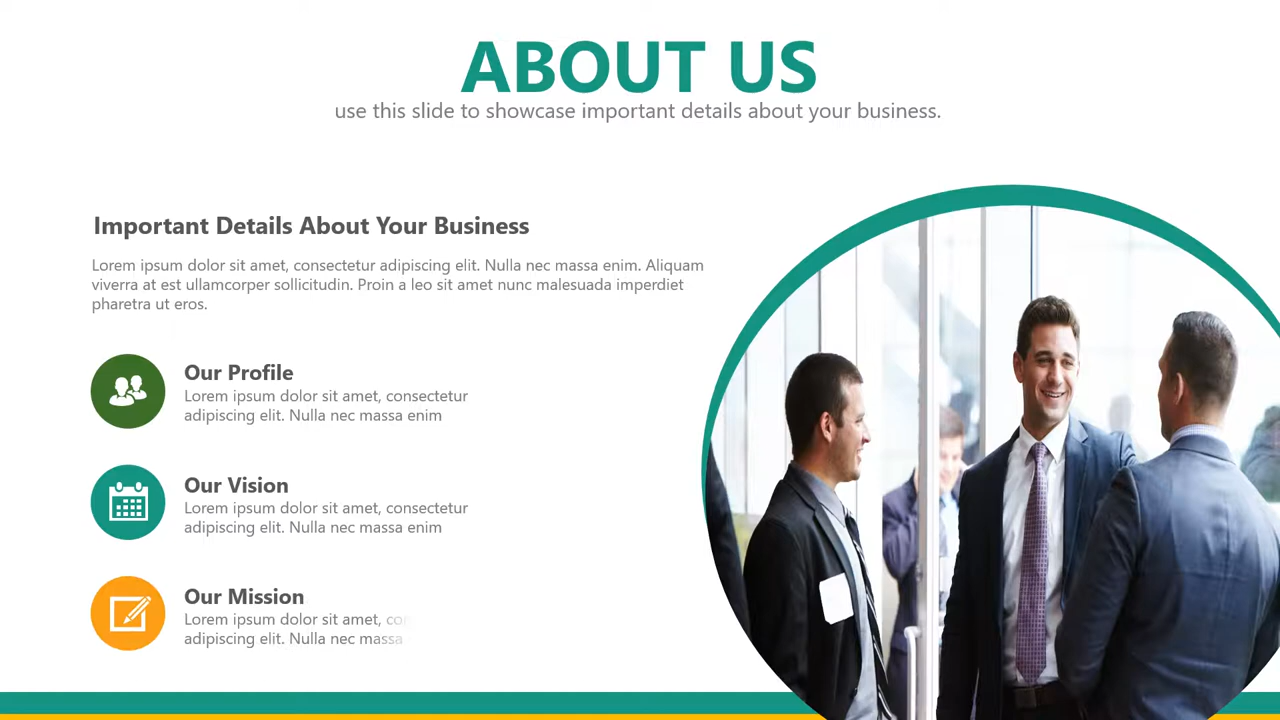 ABOUT US
use this slide to showcase important details about your business.
Important Details About Your Business
Lorem ipsum dolor sit amet, consectetur adipiscing elit. Nulla nec massa enim. Aliquam
viverra at est ullamcorper sollicitudin. Proin a leo sit amet nunc malesuada imperdiet
pharetra ut eros.
Our Profile
Lorem ipsum dolor sit amet, consectetur
adipiscing elit. Nulla nec massa enim
Our Vision
Lorem ipsum dolor sit amet, consectetur
adipiscing elit. Nulla nec massa enim
Our Mission
Lorem ipsum dolor sit amet,
adipiscing elit. Nulla nec massa